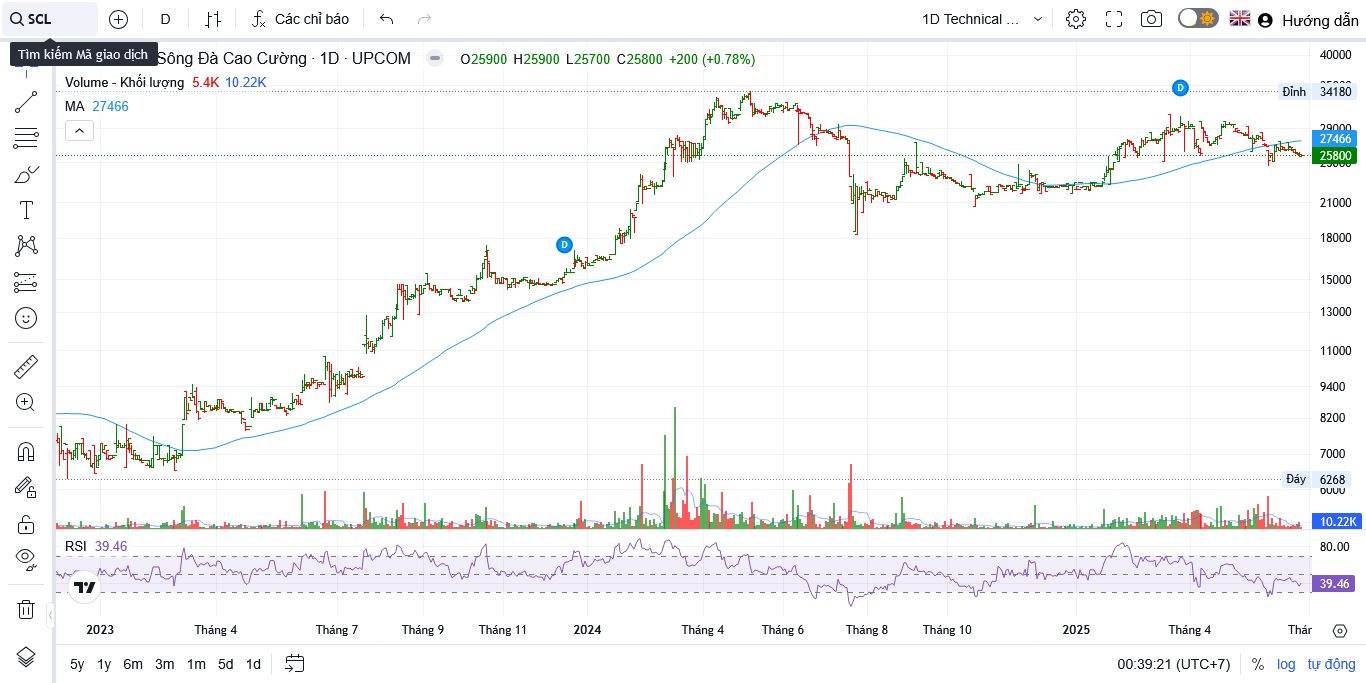 SCL
D
Các chỉ báo
1D Technical ...
Hướng dẫn
Tìm kiếm Mã giao dịch
Sông Đà Cao Cường · 1D · UPCOM
O25900 H25900 L25700 C25800 +200 (+0.78%)
Volume - Khối lượng 5.4K 10.22K
MA 27466
D
D
40000
Đỉnh 34180
29000
27466
25800
21000
18000
15000
13000
11000
9400
8200
7000
Đáy 6268
6000
10.22K
RSI 39.46
80.00
39.46
2023 Tháng 4 Tháng 7 Tháng 9 Tháng 11 2024 Tháng 4 Tháng 6 Tháng 8 Tháng 10 2025 Tháng 4 Thár
5y 1y 6m 3m 1m 5d 1d
00:39:21 (UTC+7) % log tự động